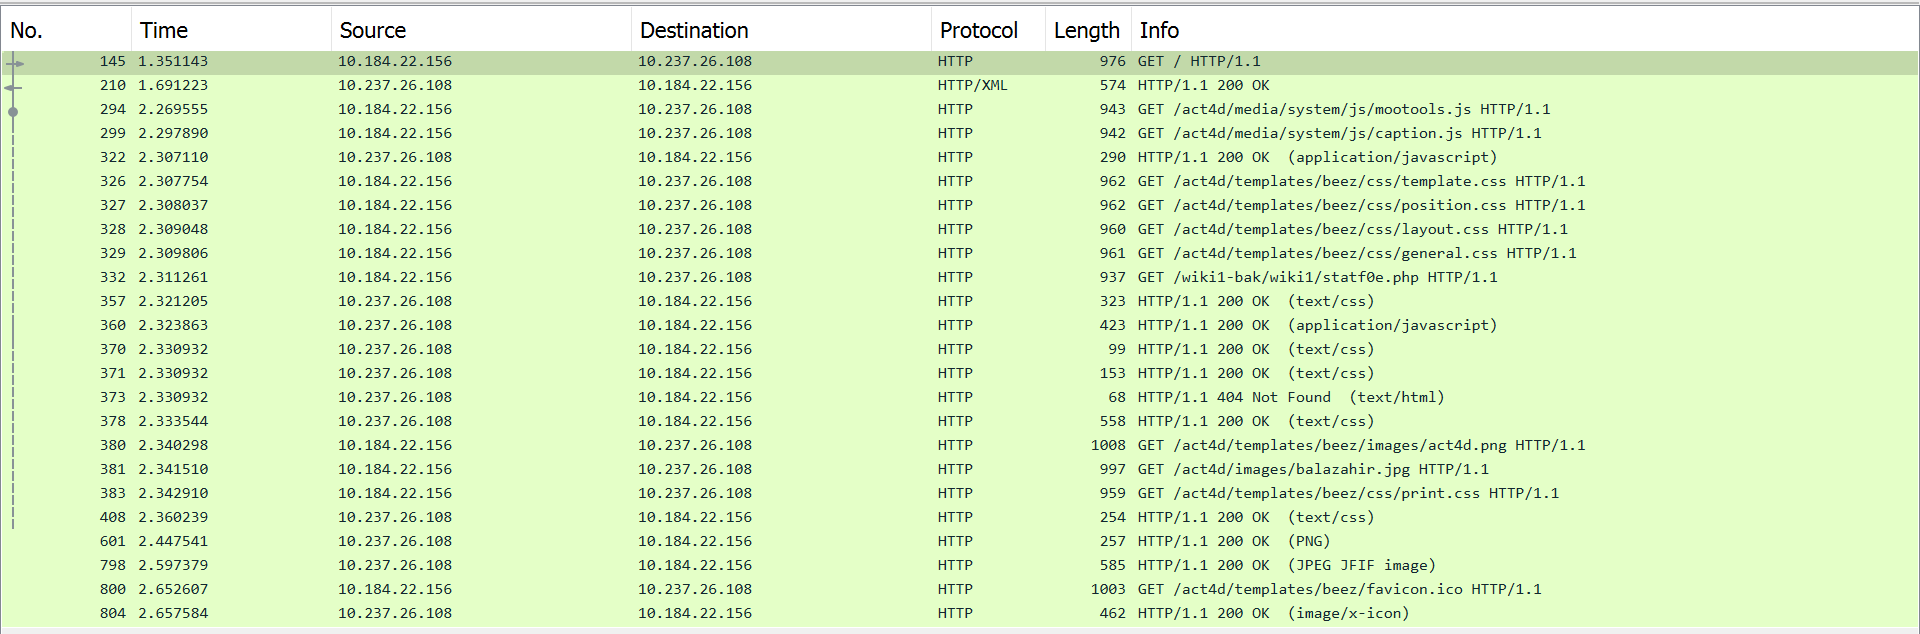 No. Time Source Destination Protocol Length Info
145 1.351143 10.184.22.156 10.237.26.108 HTTP 976 GET / HTTP/1.1
210 1.691223 10.237.26.108 10.184.22.156 HTTP/XML 574 HTTP/1.1 200 OK
294 2.269555 10.184.22.156 10.237.26.108 HTTP 943 GET /act4d/media/system/js/mootools.js HTTP/1.1
299 2.297890 10.184.22.156 10.237.26.108 HTTP 942 GET /act4d/media/system/js/caption.js HTTP/1.1
322 2.307110 10.237.26.108 10.184.22.156 HTTP 290 HTTP/1.1 200 OK (application/javascript)
326 2.307754 10.184.22.156 10.237.26.108 HTTP 962 GET /act4d/templates/beez/css/template.css HTTP/1.1
327 2.308037 10.184.22.156 10.237.26.108 HTTP 962 GET /act4d/templates/beez/css/position.css HTTP/1.1
328 2.309048 10.184.22.156 10.237.26.108 HTTP 960 GET /act4d/templates/beez/css/layout.css HTTP/1.1
329 2.309806 10.184.22.156 10.237.26.108 HTTP 961 GET /act4d/templates/beez/css/general.css HTTP/1.1
332 2.311261 10.184.22.156 10.237.26.108 HTTP 937 GET /wiki1-bak/wiki1/statf0e.php HTTP/1.1
357 2.321205 10.237.26.108 10.184.22.156 HTTP 323 HTTP/1.1 200 OK (text/css)
360 2.323863 10.237.26.108 10.184.22.156 HTTP 423 HTTP/1.1 200 OK (application/javascript)
370 2.330932 10.237.26.108 10.184.22.156 HTTP 99 HTTP/1.1 200 OK (text/css)
371 2.330932 10.237.26.108 10.184.22.156 HTTP 153 HTTP/1.1 200 OK (text/css)
373 2.330932 10.237.26.108 10.184.22.156 HTTP 68 HTTP/1.1 404 Not Found (text/html)
378 2.333544 10.237.26.108 10.184.22.156 HTTP 558 HTTP/1.1 200 OK (text/css)
380 2.340298 10.184.22.156 10.237.26.108 HTTP 1008 GET /act4d/templates/beez/images/act4d.png HTTP/1.1
381 2.341510 10.184.22.156 10.237.26.108 HTTP 997 GET /act4d/images/balazahir.jpg HTTP/1.1
383 2.342910 10.184.22.156 10.237.26.108 HTTP 959 GET /act4d/templates/beez/css/print.css HTTP/1.1
408 2.360239 10.237.26.108 10.184.22.156 HTTP 254 HTTP/1.1 200 OK (text/css)
601 2.447541 10.237.26.108 10.184.22.156 HTTP 257 HTTP/1.1 200 OK (PNG)
798 2.597379 10.237.26.108 10.184.22.156 HTTP 585 HTTP/1.1 200 OK (JPEG JFIF image)
800 2.652607 10.184.22.156 10.237.26.108 HTTP 1003 GET /act4d/templates/beez/favicon.ico HTTP/1.1
804 2.657584 10.237.26.108 10.184.22.156 HTTP 462 HTTP/1.1 200 OK (image/x-icon)